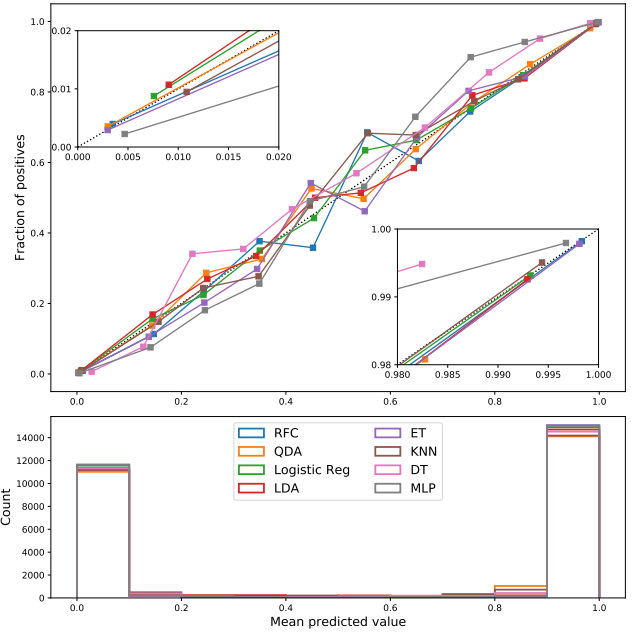 1.0
0.8
0.6
0.4
0.2
0.0
Fraction of positives
0.02
0.01
0.00
0.000 0.005 0.010 0.015 0.020
1.00
0.99
0.98
0.980 0.985 0.990 0.995 1.000
0.0 0.2 0.4 0.6 0.8 1.0
14000
12000
10000
8000
6000
4000
2000
0
Count
RFC
QDA
Logistic Reg
LDA
ET
KNN
DT
MLP
0.0 0.2 0.4 0.6 0.8 1.0
Mean predicted value